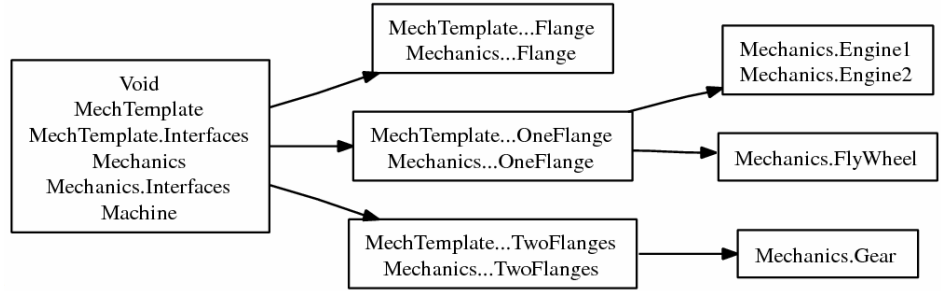 Void
MechTemplate
MechTemplate.Interfaces
Mechanics
Mechanics.Interfaces
Machine
MechTemplate...Flange
Mechanics...Flange
MechTemplate...OneFlange
Mechanics...OneFlange
MechTemplate...TwoFlanges
Mechanics...TwoFlanges
Mechanics.Engine1
Mechanics.Engine2
Mechanics.FlyWheel
Mechanics.Gear